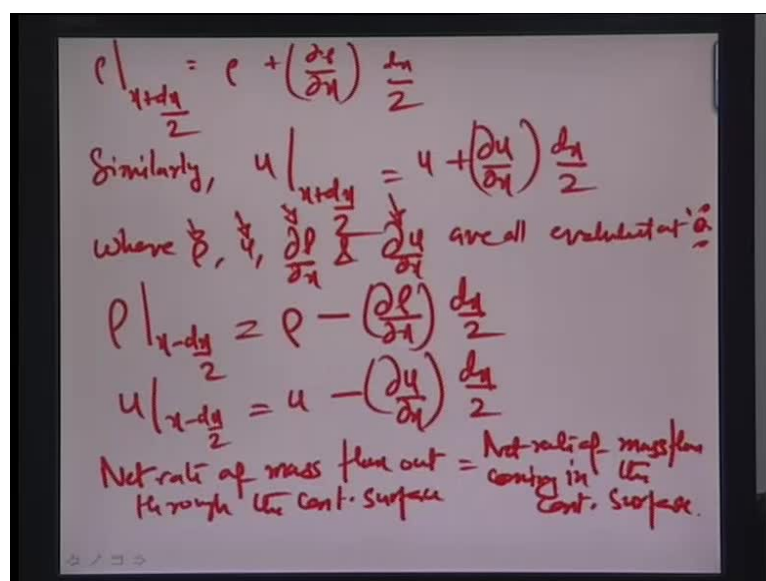 ρ|x+dx/2 = ρ + (∂ρ/∂x) dx/2
Similarly, u|x+dx/2 = u + (∂u/∂x) dx/2
where ρ, u, ∂ρ/∂x & ∂u/∂x are all evaluated at 'o'
ρ|x-dx/2 = ρ - (∂ρ/∂x) dx/2
u|x-dx/2 = u - (∂u/∂x) dx/2
Net rate of mass flux out = Net rate of mass flux
through the cont. surface coming in the
cont. surface.